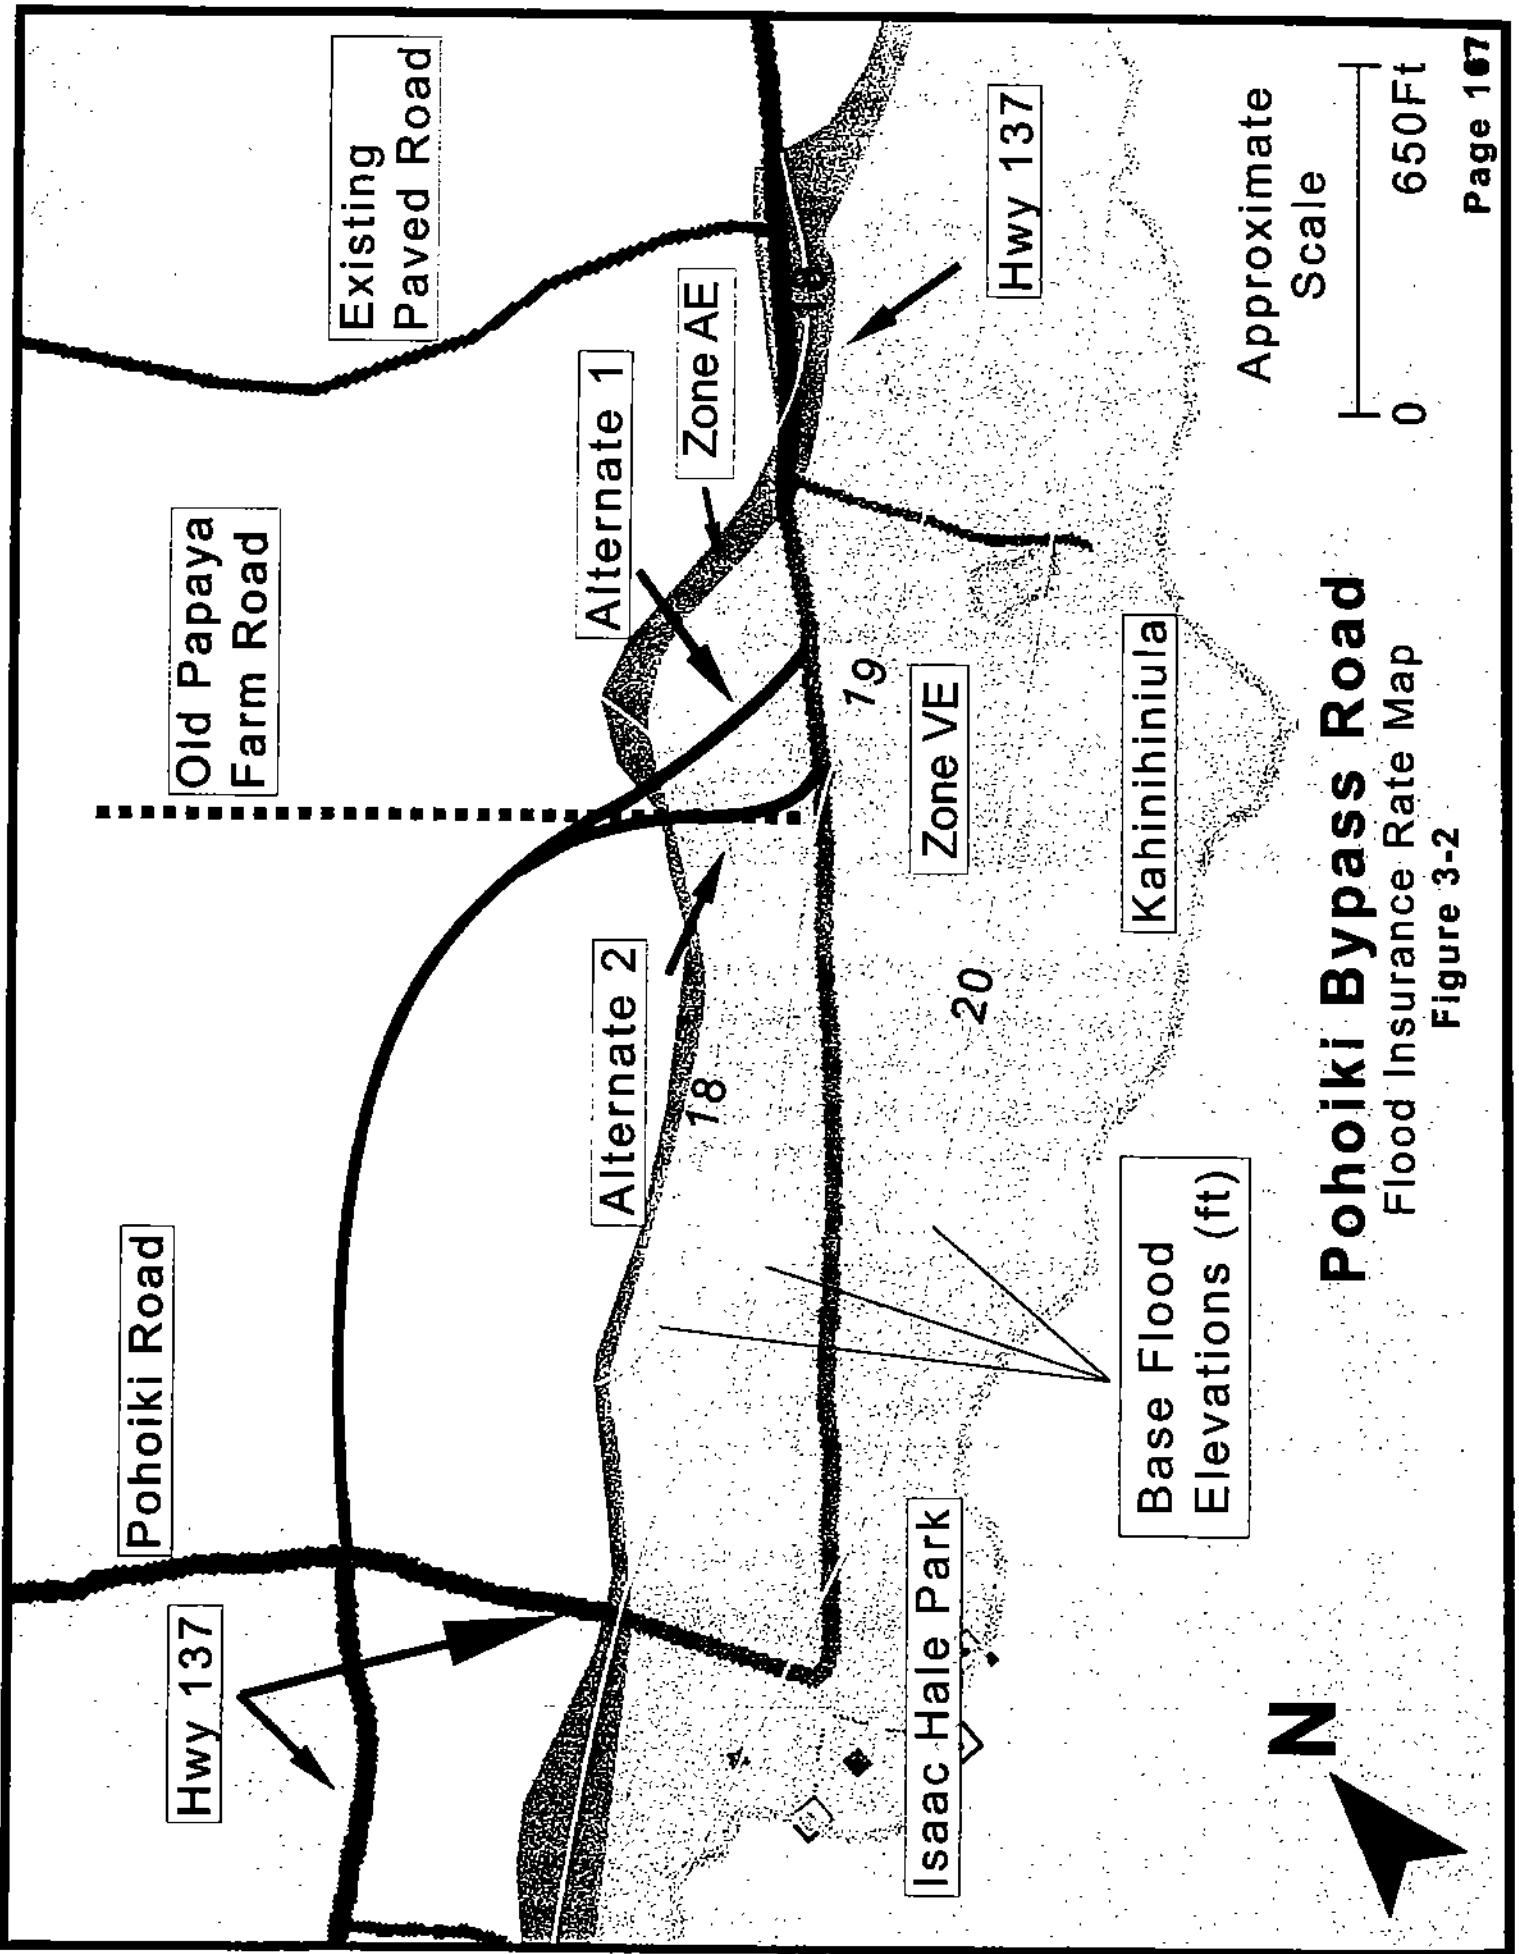 Hwy 137
Pohoiki Road
Old Papaya
Farm Road
Existing
Paved Road
Alternate 2
Alternate 1
Zone AE
18
19
20
Zone VE
Hwy 137
Isaac Hale Park
Kahinihiniula
Base Flood
Elevations (ft)
Approximate
Scale
0 650Ft
N
Pohoiki Bypass Road
Flood Insurance Rate Map
Figure 3-2
Page 167